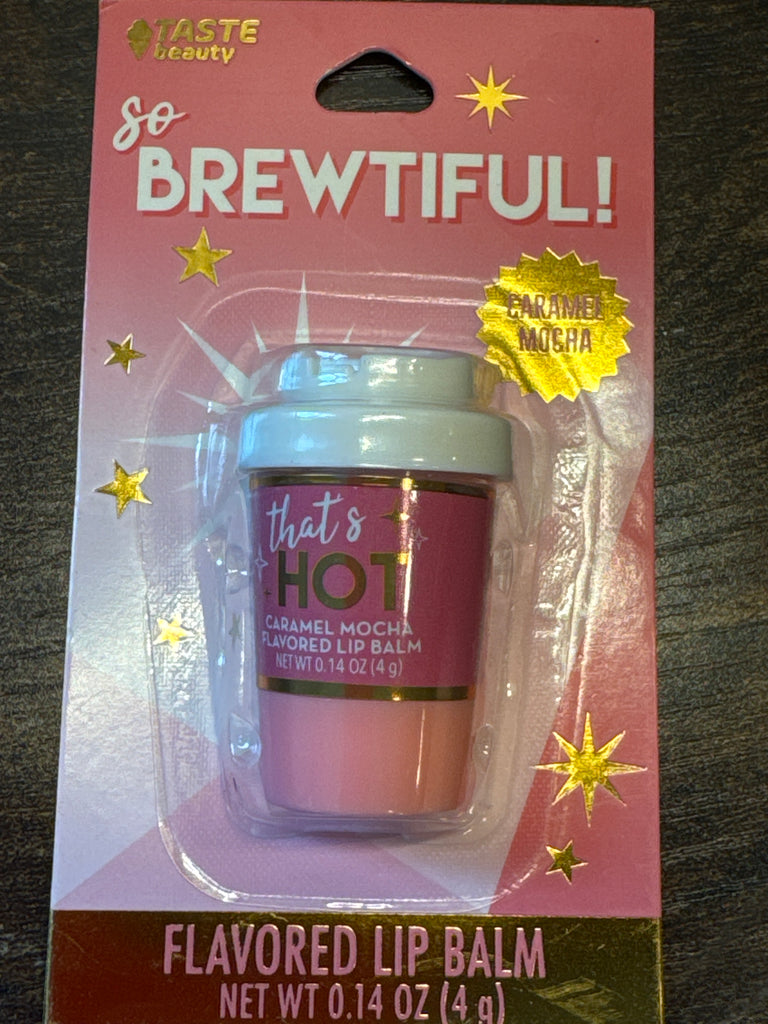 TASTE
beauty
so
BREWTIFUL!
CARAMEL
MOCHA
that's
HOT
CARAMEL MOCHA
FLAVORED LIP BALM
NET WT 0.14 OZ (4 g)
FLAVORED LIP BALM
NET WT 0.14 OZ (4 g)